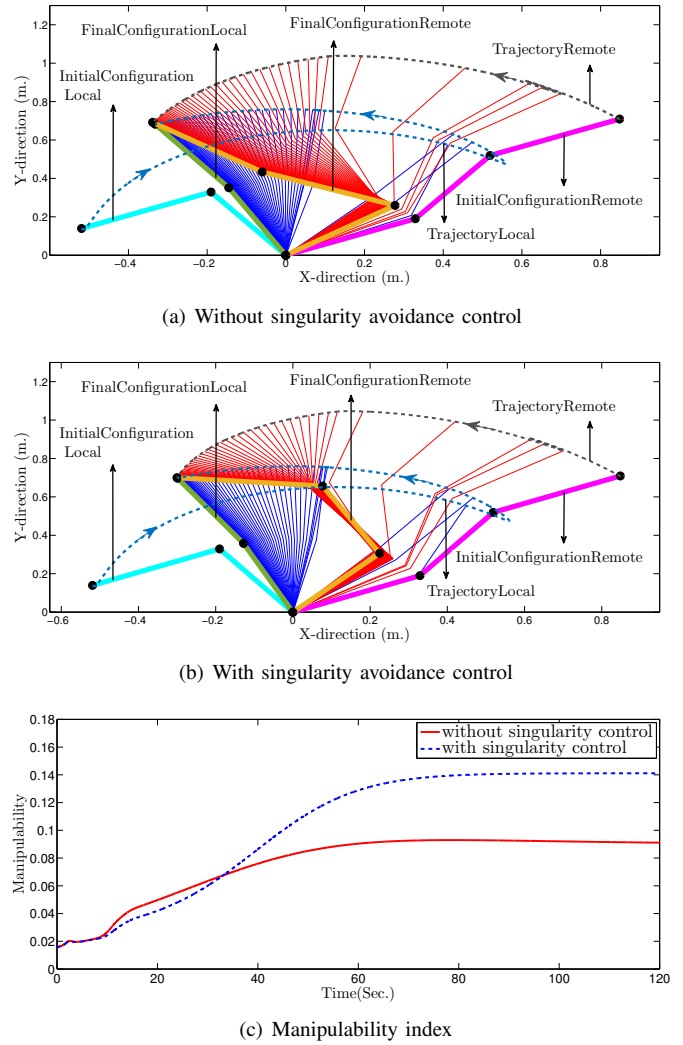 FinalConfigurationLocal
FinalConfigurationRemote
TrajectoryRemote
InitialConfiguration
Local
InitialConfigurationRemote
TrajectoryLocal
Y-direction (m.)
1.2
1
0.8
0.6
0.4
0.2
0
−0.4
−0.2
0
0.2
0.4
0.6
0.8
X-direction (m.)
(a) Without singularity avoidance control
FinalConfigurationLocal
FinalConfigurationRemote
TrajectoryRemote
InitialConfiguration
Local
InitialConfigurationRemote
TrajectoryLocal
Y-direction (m.)
1.2
1
0.8
0.6
0.4
0.2
0
−0.6
−0.4
−0.2
0
0.2
0.4
0.6
0.8
X-direction (m.)
(b) With singularity avoidance control
Manipulability
0.18
0.16
0.14
0.12
0.1
0.08
0.06
0.04
0.02
0
without singularity control
with singularity control
0
20
40
60
80
100
120
Time(Sec.)
(c) Manipulability index